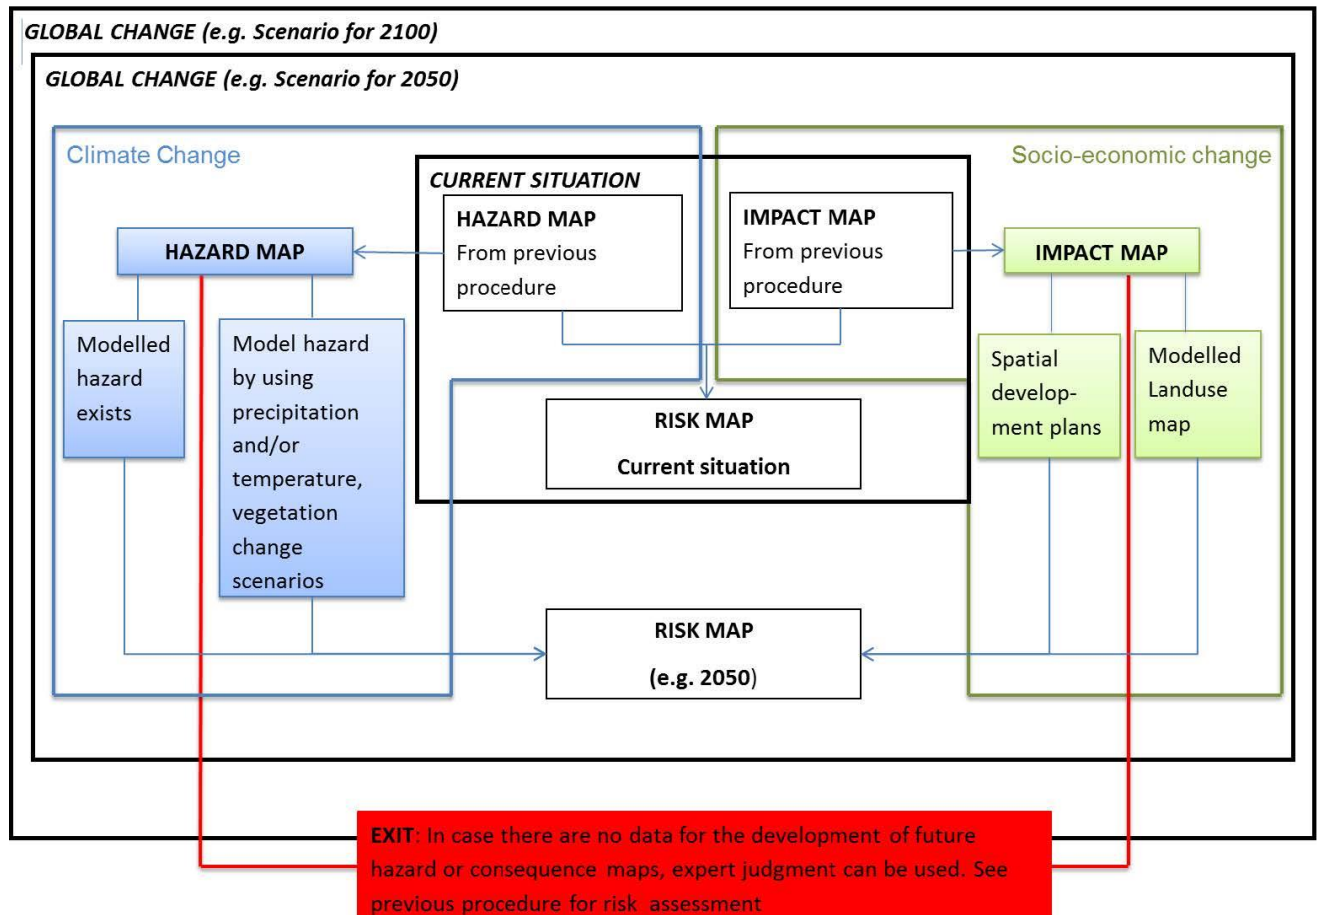 GLOBAL CHANGE (e.g. Scenario for 2100)
GLOBAL CHANGE (e.g. Scenario for 2050)
Climate Change
Socio-economic change
CURRENT SITUATION
HAZARD MAP
From previous
procedure
IMPACT MAP
From previous
procedure
HAZARD MAP
IMPACT MAP
Modelled
hazard
exists
Model hazard
by using
precipitation
and/or
temperature,
vegetation
change
scenarios
Spatial
develop-
ment plans
Modelled
Landuse
map
RISK MAP
Current situation
RISK MAP
(e.g. 2050)
EXIT: In case there are no data for the development of future
hazard or consequence maps, expert judgment can be used. See
previous procedure for risk assessment